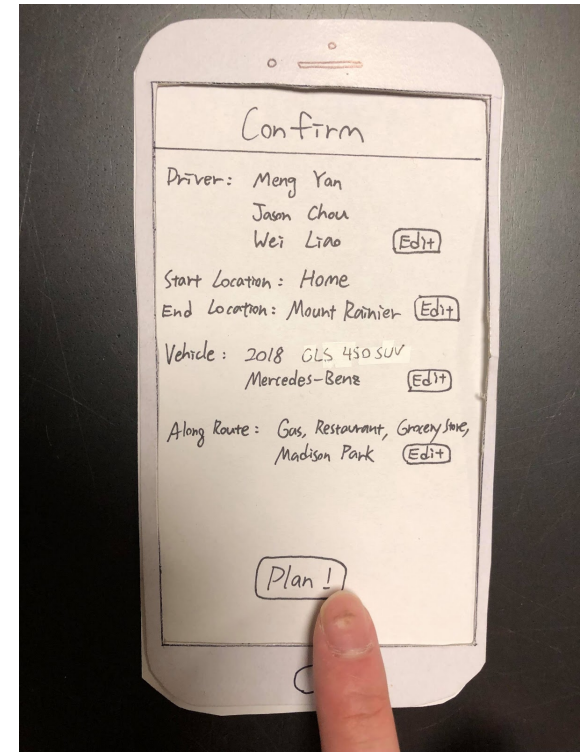 Confirm
Driver: Meng Yan
Jason Chou
Wei Liao Edit
Start Location: Home
End Location: Mount Rainier Edit
Vehicle: 2018 GLS 450 SUV
Mercedes-Benz Edit
Along Route: Gas, Restaurant, Grocery Store,
Madison Park Edit
Plan!